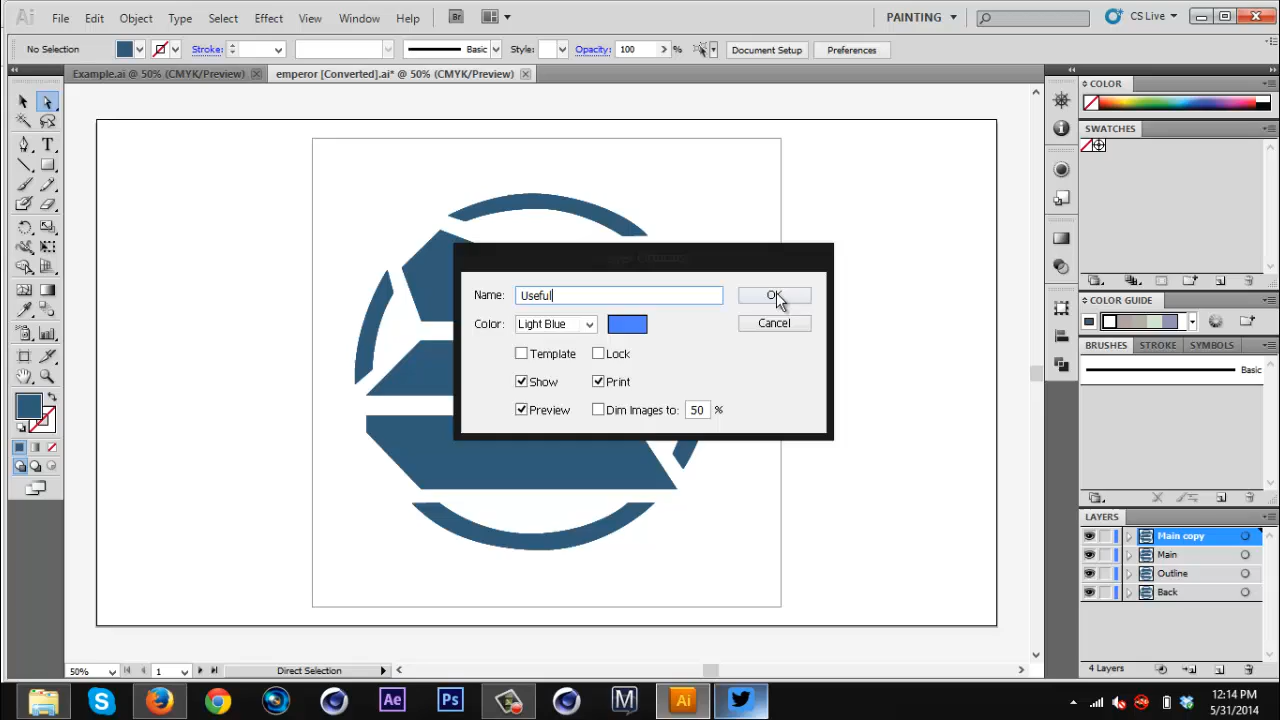 Ai File Edit Object Type Select Effect View Window Help Br PAINTING CS Live
No Selection Stroke: Basic Style: Opacity: 100 % Document Setup Preferences
Example.ai @ 50% (CMYK/Preview) emperor [Converted].ai* @ 50% (CMYK/Preview)
COLOR
SWATCHES
Name: Useful OK
Color: Light Blue Cancel
Template Lock
Show Print
Preview Dim Images to: 50 %
COLOR GUIDE
BRUSHES STROKE SYMBOLS
Basic
LAYERS
Main copy
Main
Outline
Back
50% 1 Direct Selection 4 Layers
Ae Ps M Ai
12:14 PM
5/31/2014